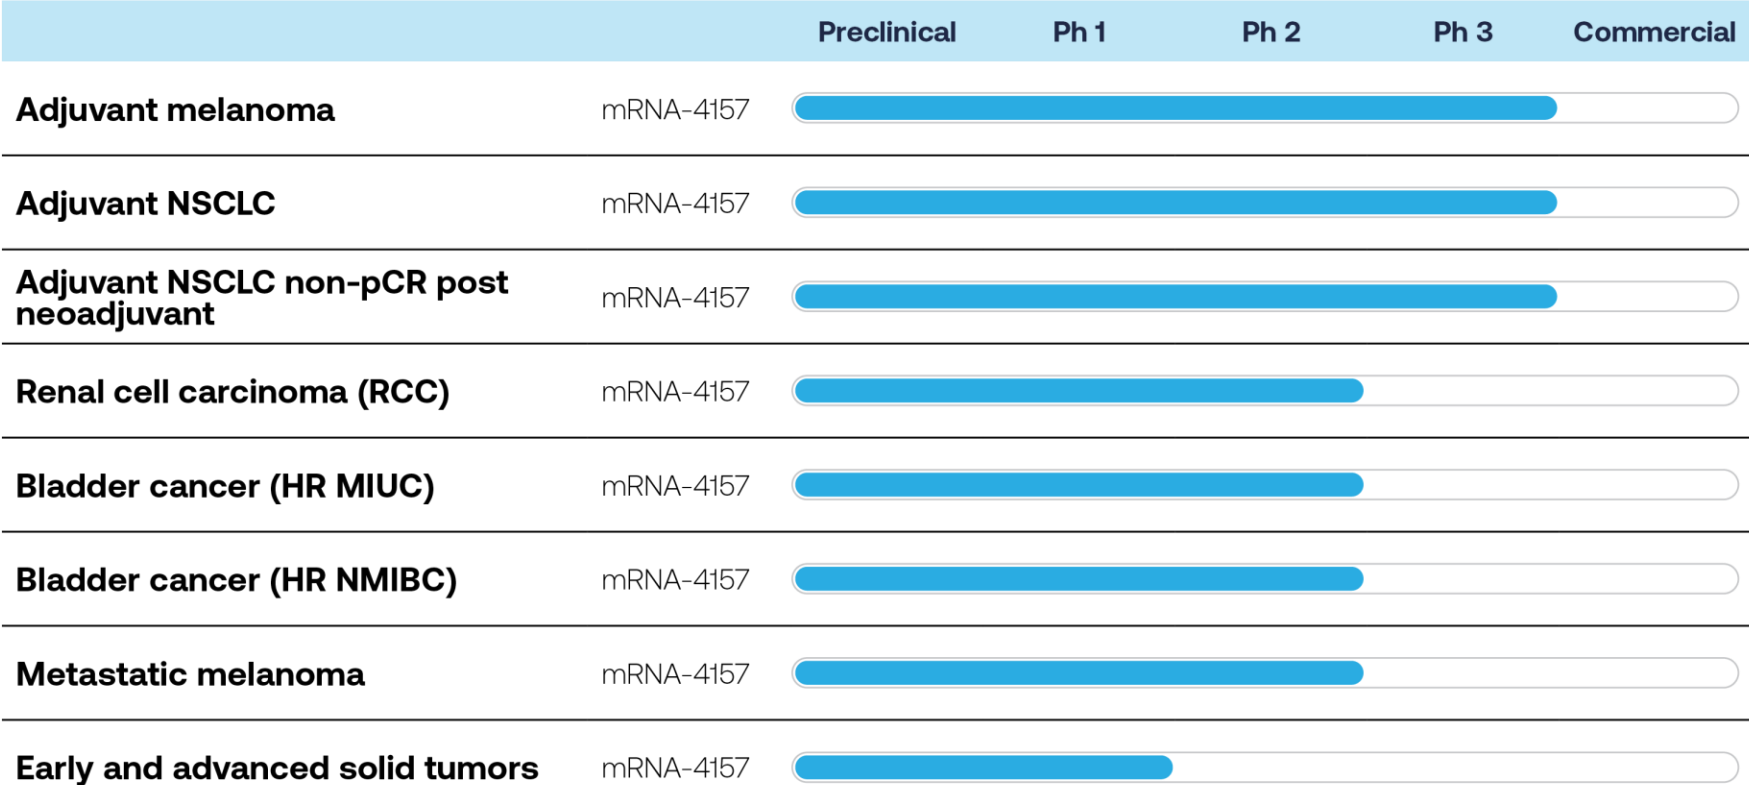 Preclinical Ph 1 Ph 2 Ph 3 Commercial
Adjuvant melanoma mRNA-4157
Adjuvant NSCLC mRNA-4157
Adjuvant NSCLC non-pCR post
neoadjuvant mRNA-4157
Renal cell carcinoma (RCC) mRNA-4157
Bladder cancer (HR MIUC) mRNA-4157
Bladder cancer (HR NMIBC) mRNA-4157
Metastatic melanoma mRNA-4157
Early and advanced solid tumors mRNA-4157